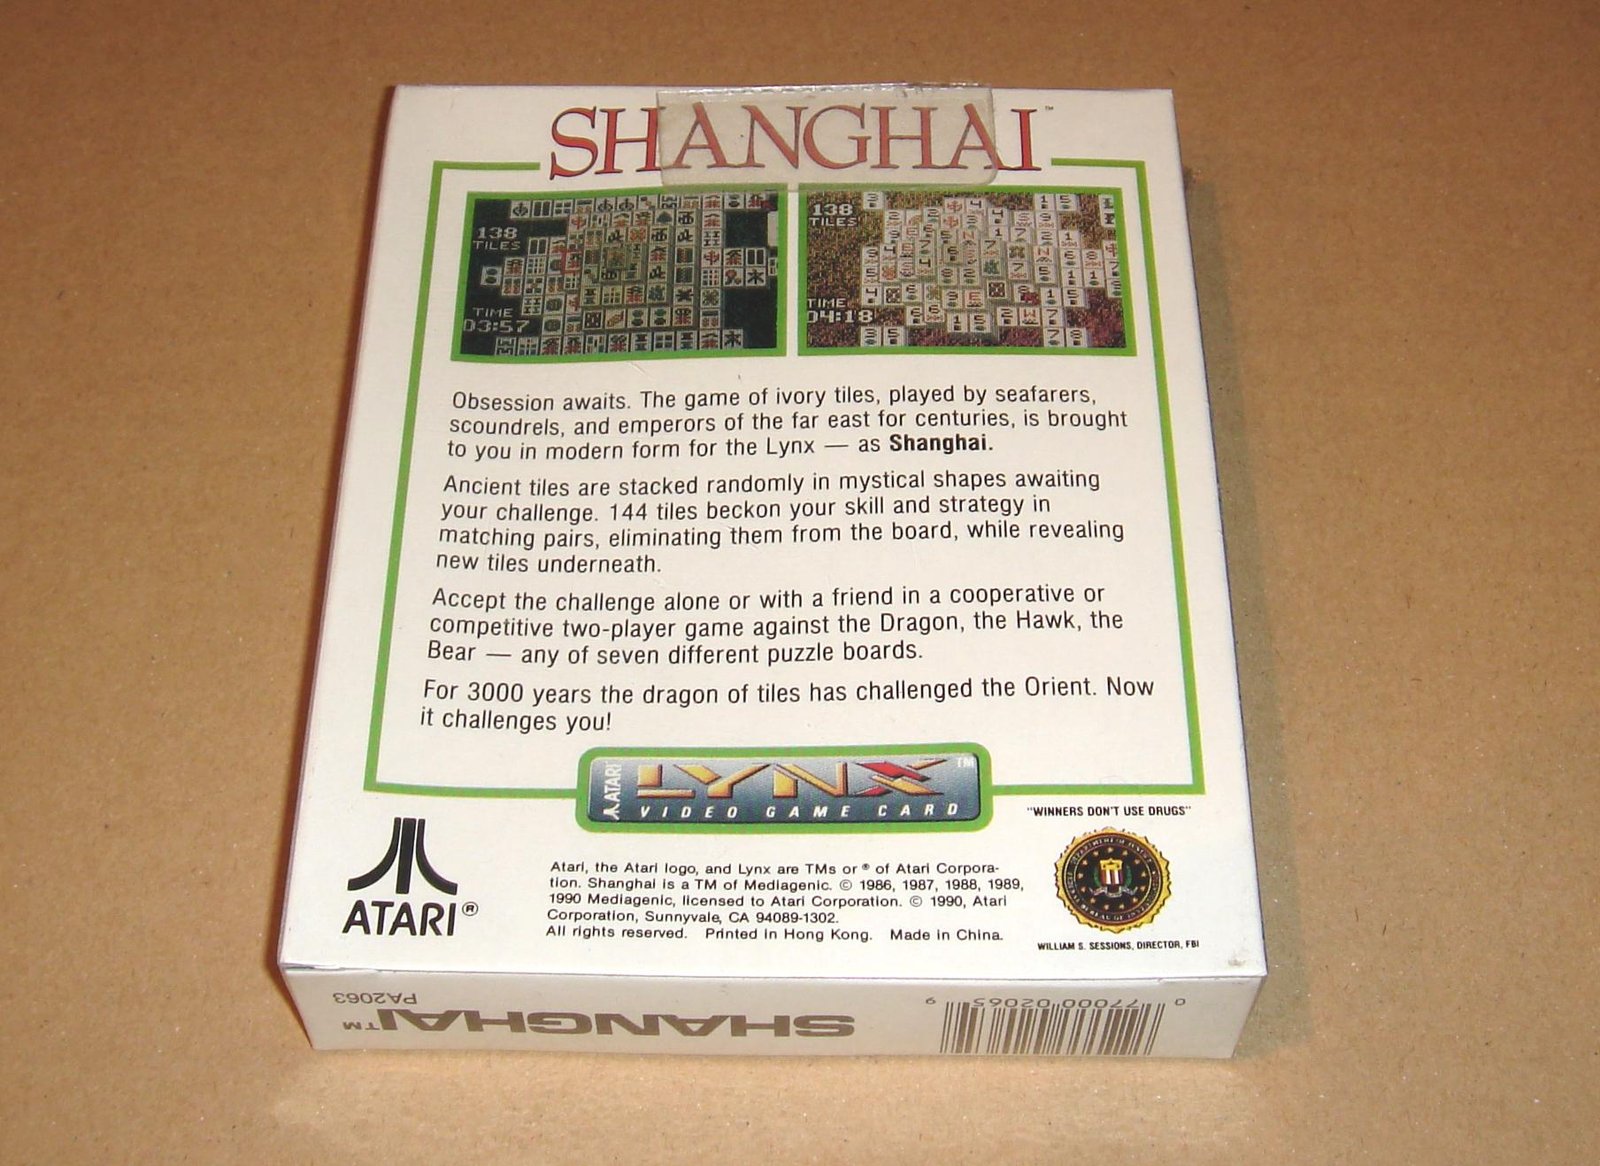 SHANGHAI™
138
TILES
TIME
03:57
138
TILES
TIME
04:18
Obsession awaits. The game of ivory tiles, played by seafarers,
scoundrels, and emperors of the far east for centuries, is brought
to you in modern form for the Lynx — as Shanghai.
Ancient tiles are stacked randomly in mystical shapes awaiting
your challenge. 144 tiles beckon your skill and strategy in
matching pairs, eliminating them from the board, while revealing
new tiles underneath.
Accept the challenge alone or with a friend in a cooperative or
competitive two-player game against the Dragon, the Hawk, the
Bear — any of seven different puzzle boards.
For 3000 years the dragon of tiles has challenged the Orient. Now
it challenges you!
ATARI LYNX TM
VIDEO GAME CARD
"WINNERS DON'T USE DRUGS"
ATARI®
Atari, the Atari logo, and Lynx are TMs or ® of Atari Corpora-
tion. Shanghai is a TM of Mediagenic. © 1986, 1987, 1988, 1989,
1990 Mediagenic, licensed to Atari Corporation. © 1990, Atari
Corporation, Sunnyvale, CA 94089-1302.
All rights reserved. Printed in Hong Kong. Made in China.
WILLIAM S. SESSIONS, DIRECTOR, FBI
SHANGHAI™
PA2063
0 77000 02065 9